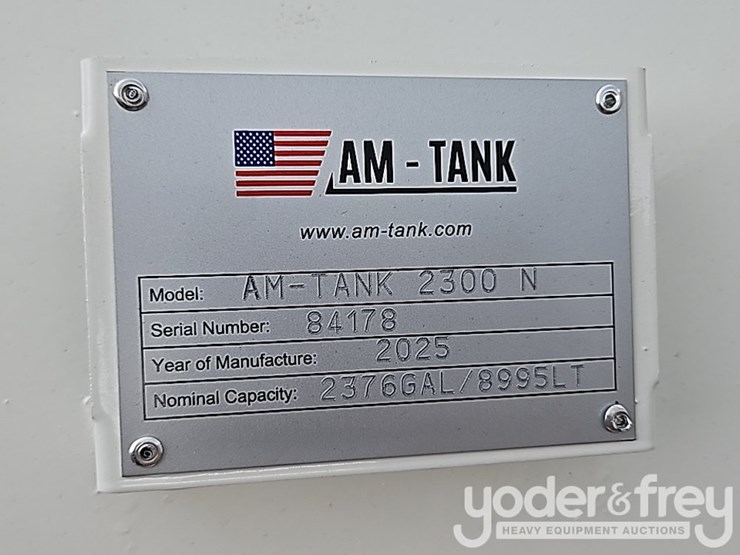 AM - TANK
www.am-tank.com
Model: AM-TANK 2300 N
Serial Number: 84178
Year of Manufacture: 2025
Nominal Capacity: 2376GAL/8995LT
yoder&frey
HEAVY EQUIPMENT AUCTIONS